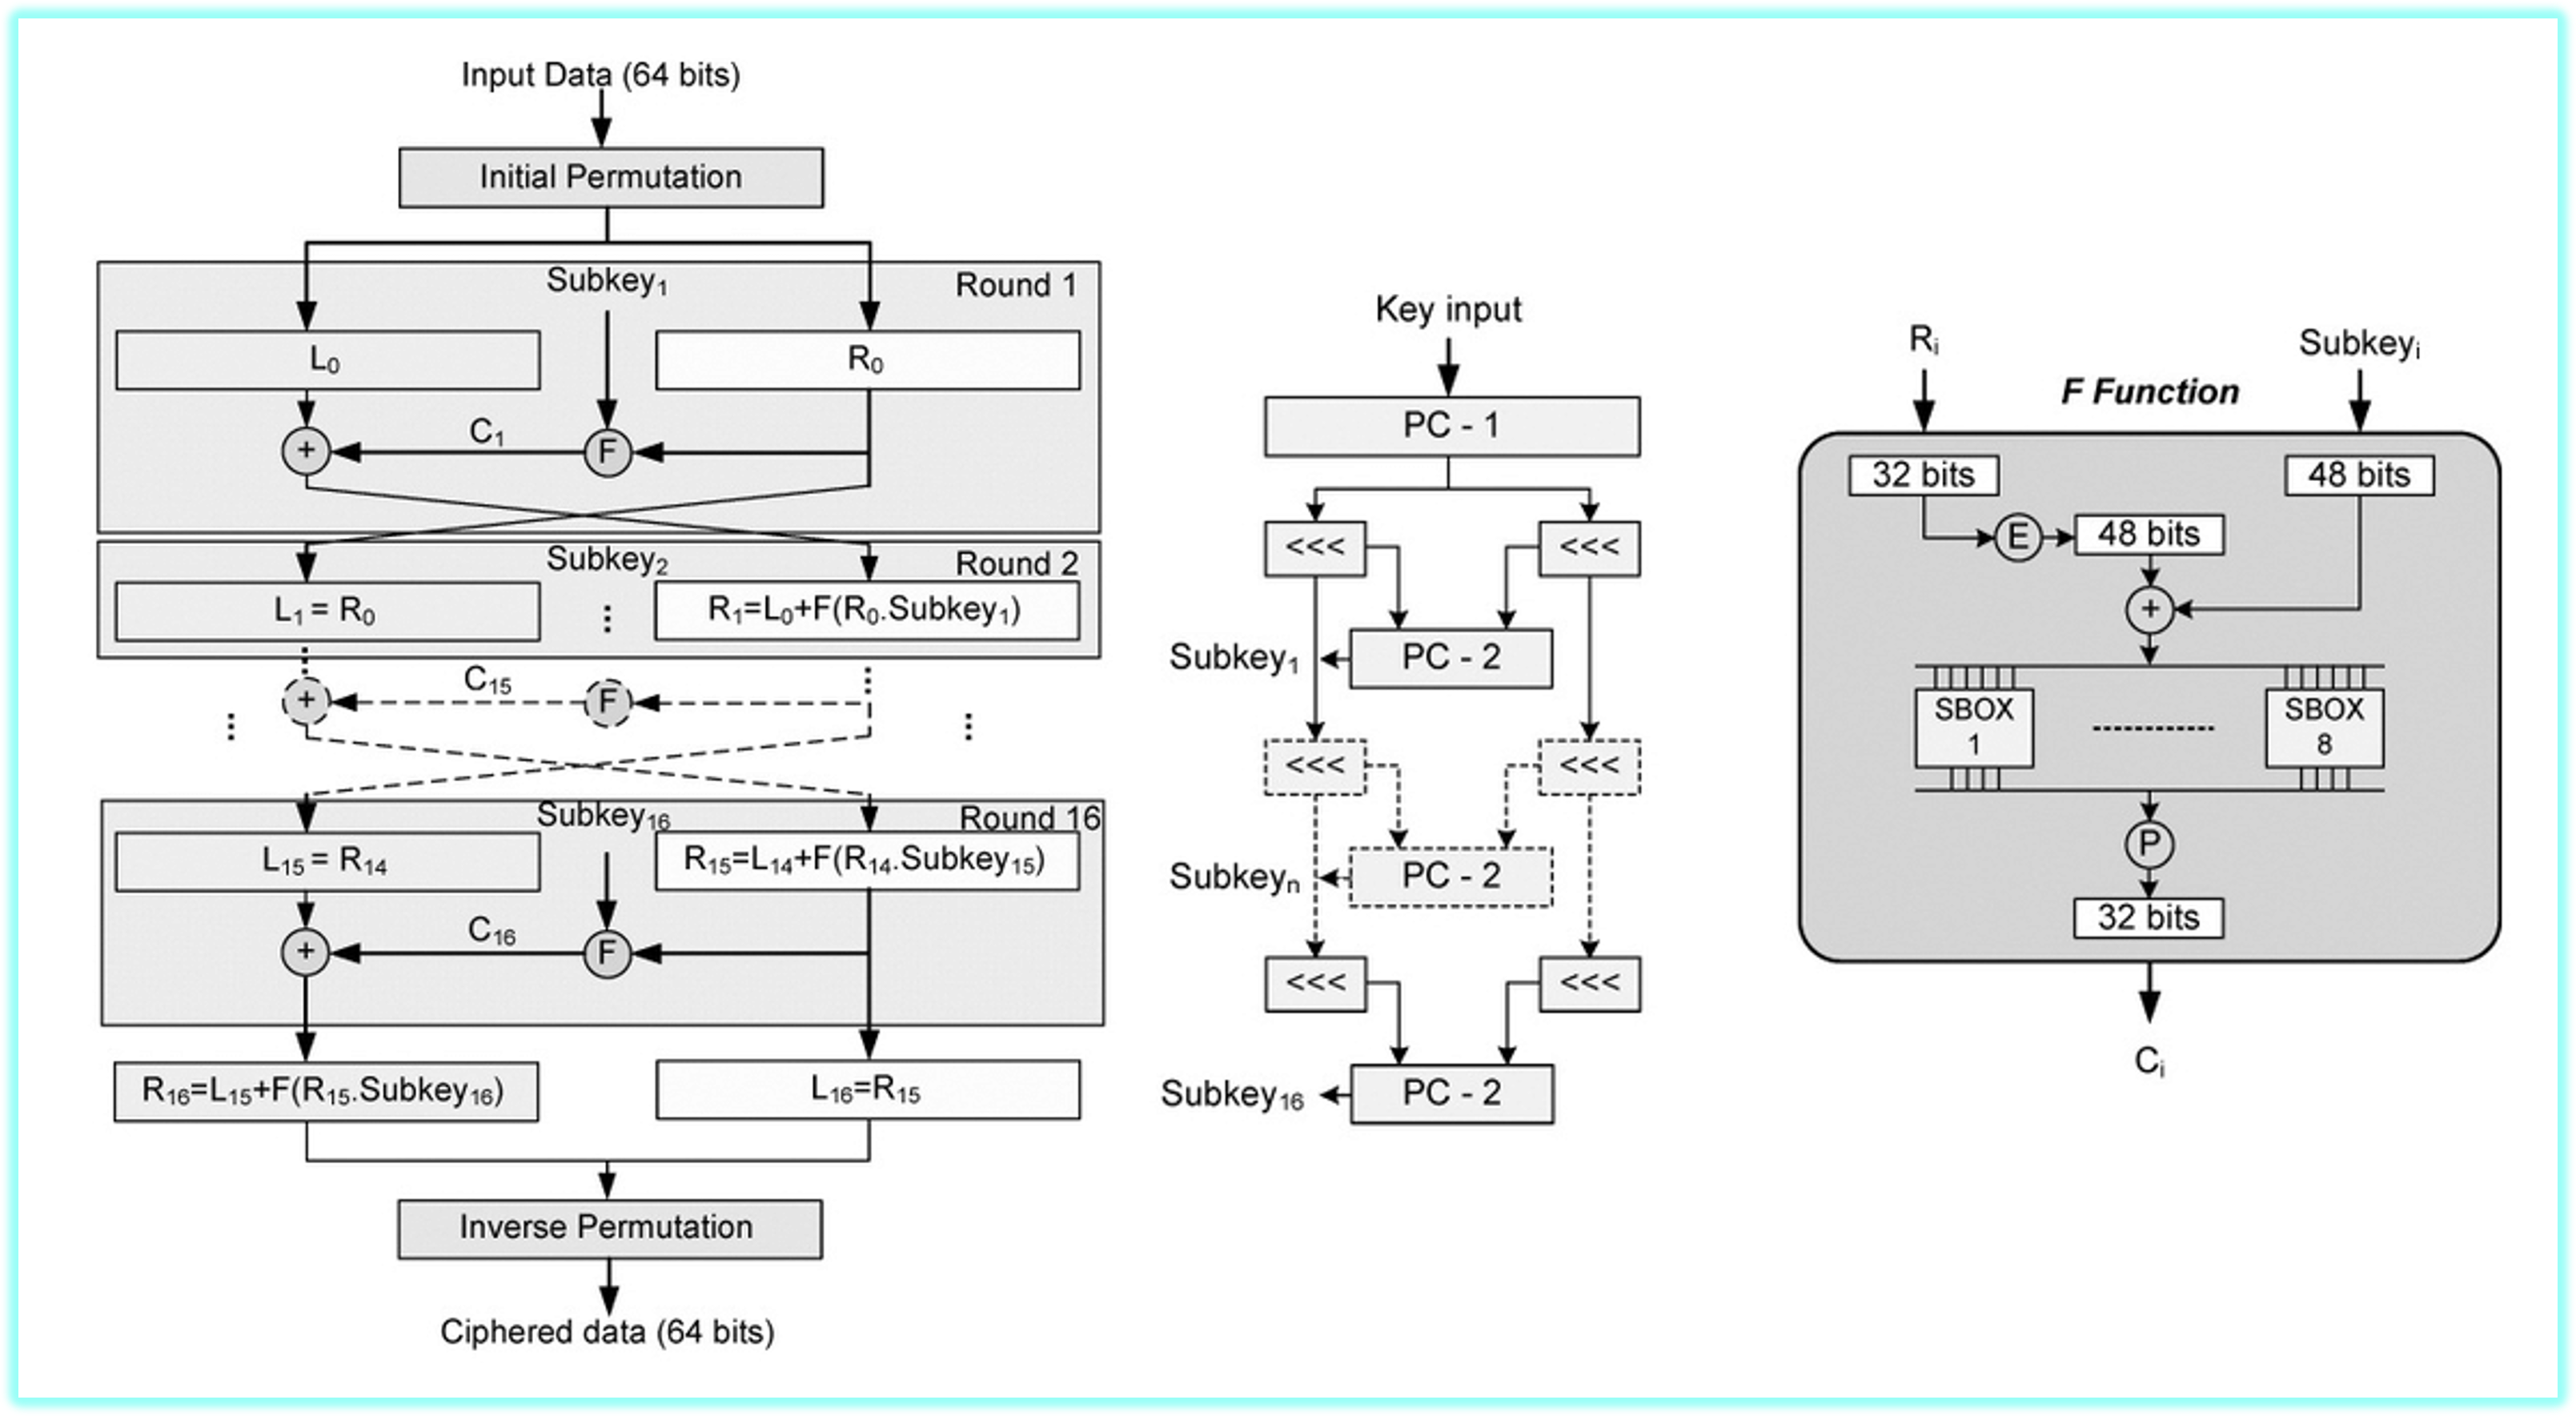 Input Data (64 bits)
Initial Permutation
Subkey₁
Round 1
L₀
R₀
+
C₁
F
Subkey₂
Round 2
L₁ = R₀
⋮
R₁=L₀+F(R₀.Subkey₁)
+
C₁₅
F
⋮
⋮
Subkey₁₆
Round 16
L₁₅ = R₁₄
R₁₅=L₁₄+F(R₁₄.Subkey₁₅)
+
C₁₆
F
R₁₆=L₁₅+F(R₁₅.Subkey₁₆)
L₁₆=R₁₅
Inverse Permutation
Ciphered data (64 bits)
Key input
PC - 1
<<<
<<<
Subkey₁
PC - 2
<<<
<<<
Subkeyₙ
PC - 2
<<<
<<<
Subkey₁₆
PC - 2
Rᵢ
Subkeyᵢ
F Function
32 bits
48 bits
E
48 bits
+
SBOX
1
SBOX
8
P
32 bits
Cᵢ